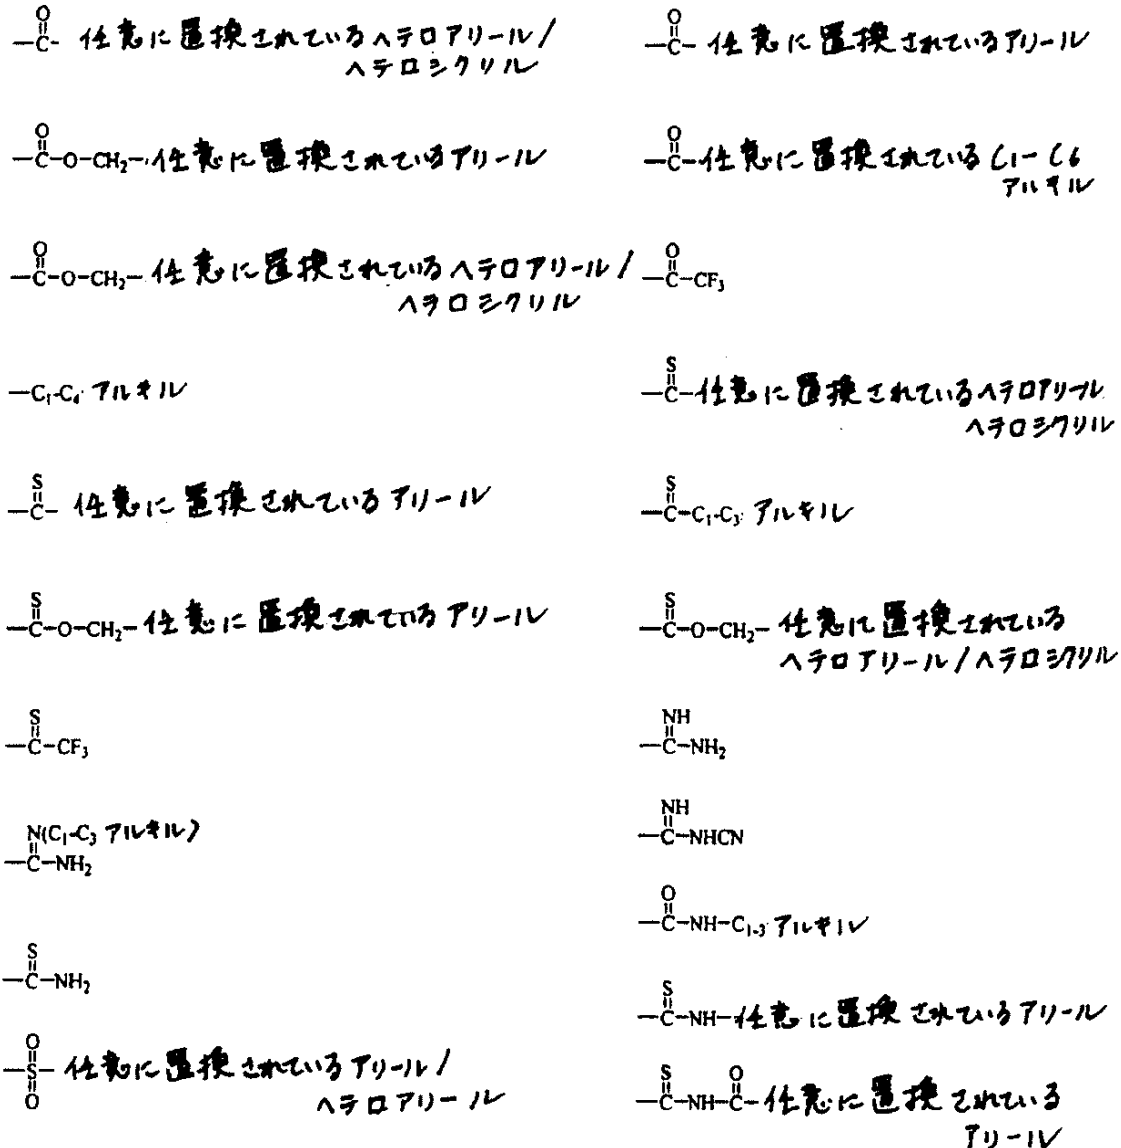 O
—C— 任意に置換されているヘテロアリール/
ヘテロシクリル
O
—C—O—CH₂—任意に置換されているアリール
O
—C—O—CH₂—任意に置換されているヘテロアリール/
ヘテロシクリル
—C₁-C₄ アルキル
S
—C— 任意に置換されているアリール
S
—C—O—CH₂—任意に置換されているアリール
S
—C—CF₃
N(C₁-C₃ アルキル)
—C—NH₂
S
—C—NH₂
O
—S— 任意に置換されているアリール/
O ヘテロアリール
O
—C— 任意に置換されているアリール
O
—C—任意に置換されている C₁-C₆
アルキル
O
—C—CF₃
S
—C—任意に置換されているヘテロアリール
ヘテロシクリル
S
—C—C₁-C₃ アルキル
S
—C—O—CH₂— 任意に置換されている
ヘテロアリール/ヘテロシクリル
NH
—C—NH₂
NH
—C—NHCN
O
—C—NH—C₁₋₃ アルキル
S
—C—NH—任意に置換されているアリール
S O
—C—NH—C—任意に置換されている
アリール